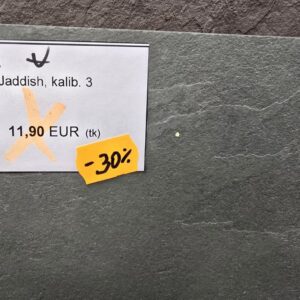 Jaddish, kalib. 3
11,90 EUR (tk)
-30%